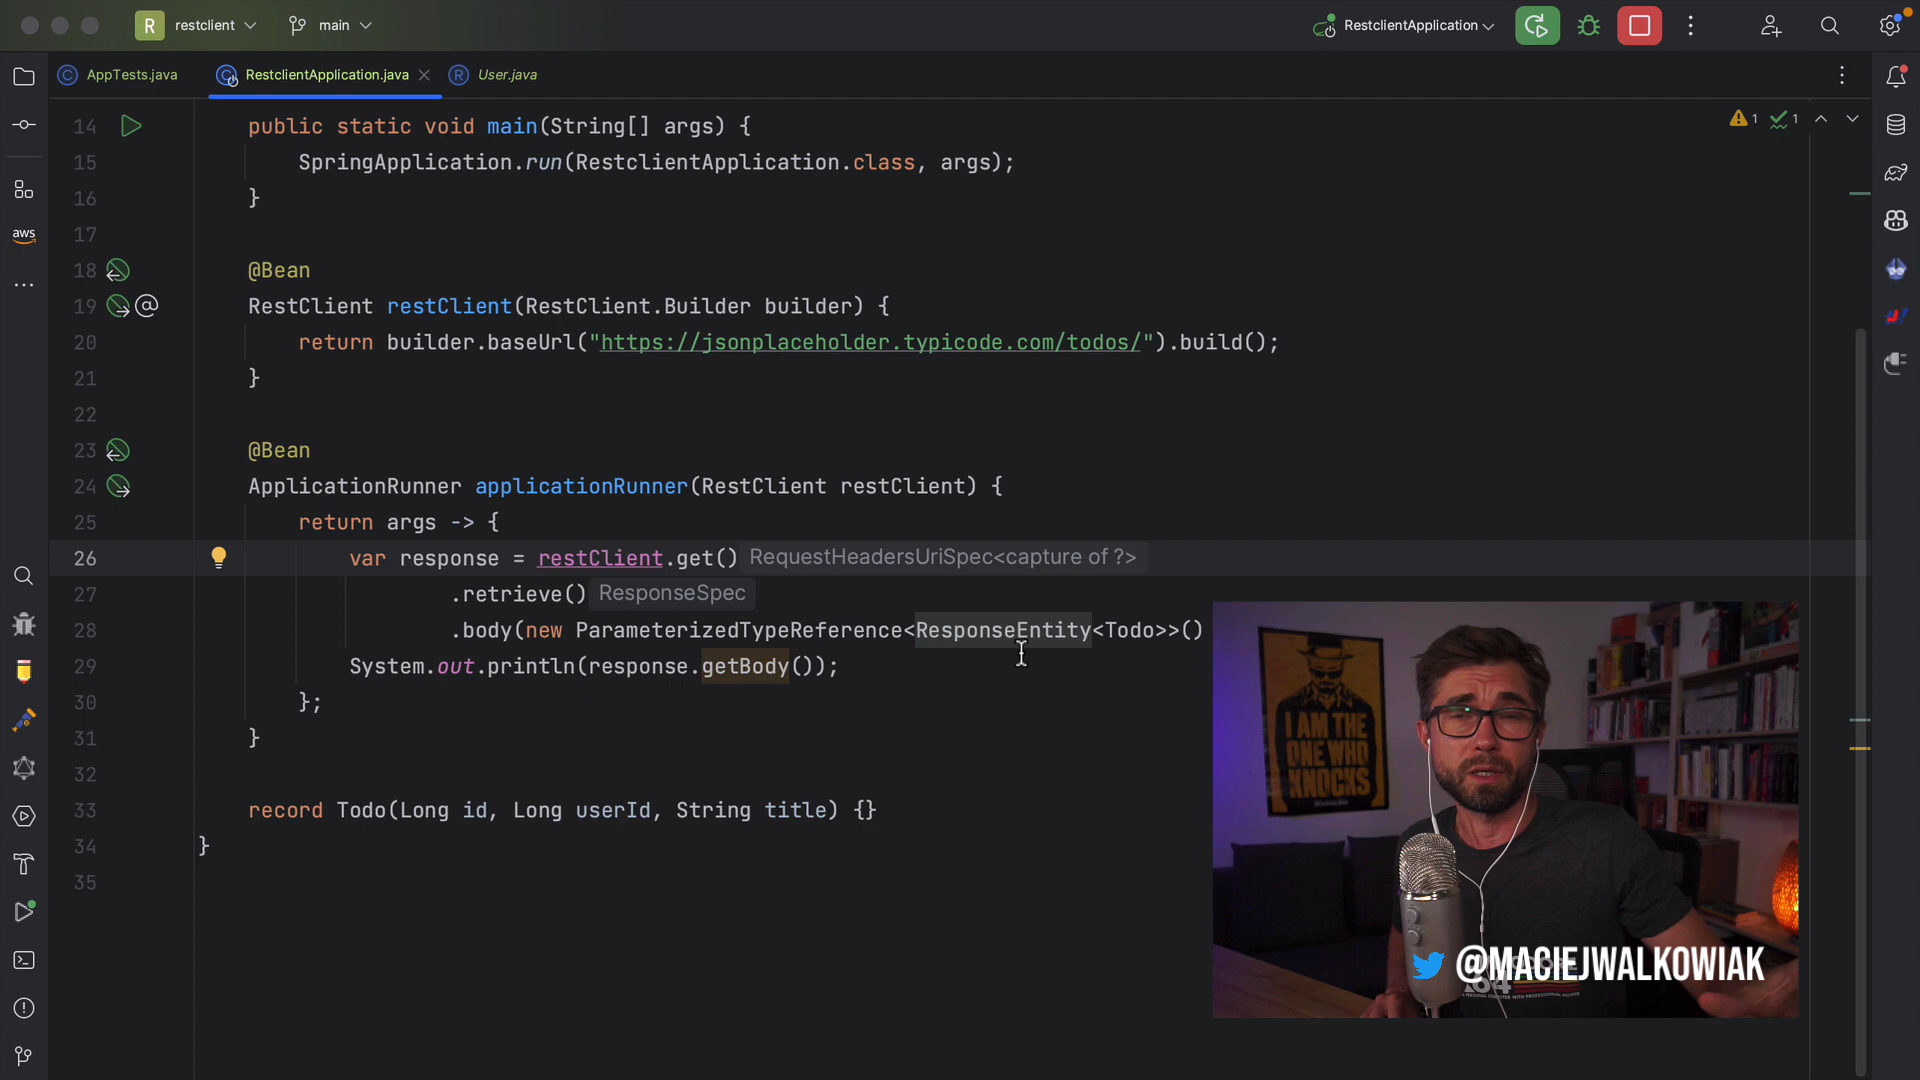 R restclient main RestclientApplication
AppTests.java RestclientApplication.java User.java
14 public static void main(String[] args) {
15 SpringApplication.run(RestclientApplication.class, args);
16 }
17
18 @Bean
19 RestClient restClient(RestClient.Builder builder) {
20 return builder.baseUrl("https://jsonplaceholder.typicode.com/todos/").build();
21 }
22
23 @Bean
24 ApplicationRunner applicationRunner(RestClient restClient) {
25 return args -> {
26 var response = restClient.get() RequestHeadersUriSpec<capture of ?>
27 .retrieve() ResponseSpec
28 .body(new ParameterizedTypeReference<ResponseEntity<Todo>>()
29 System.out.println(response.getBody());
30 };
31 }
32
33 record Todo(Long id, Long userId, String title) {}
34 }
35
1 1
aws
I AM THE
ONE WHO
KNOCKS
@MACIEJWALKOWIAK
64